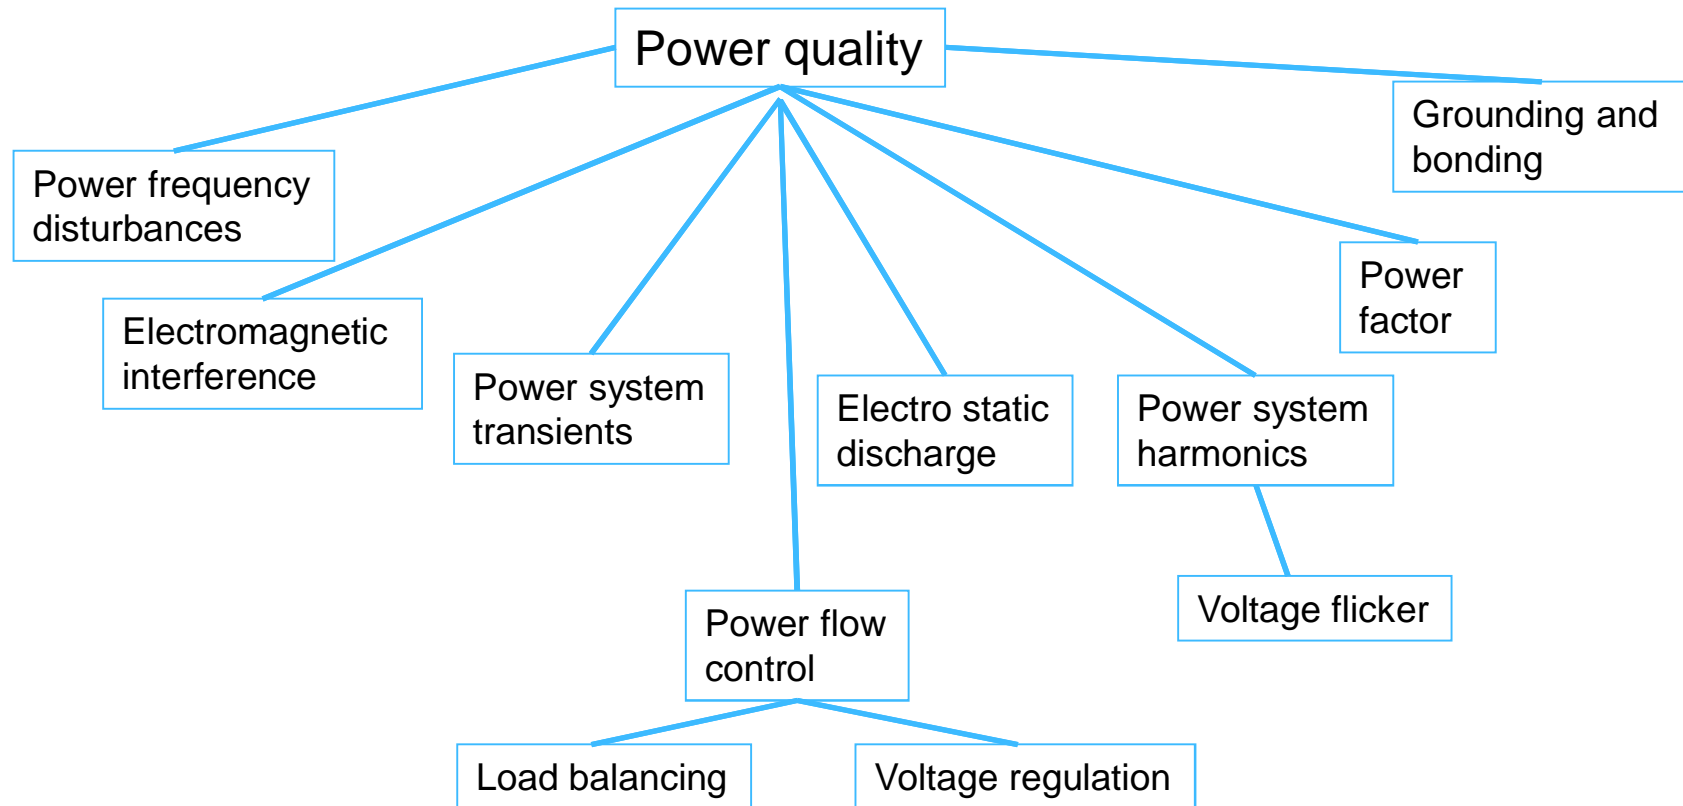 Power quality
Grounding and
bonding
Power frequency
disturbances
Power
factor
Electromagnetic
interference
Power system
transients
Electro static
discharge
Power system
harmonics
Voltage flicker
Power flow
control
Load balancing
Voltage regulation